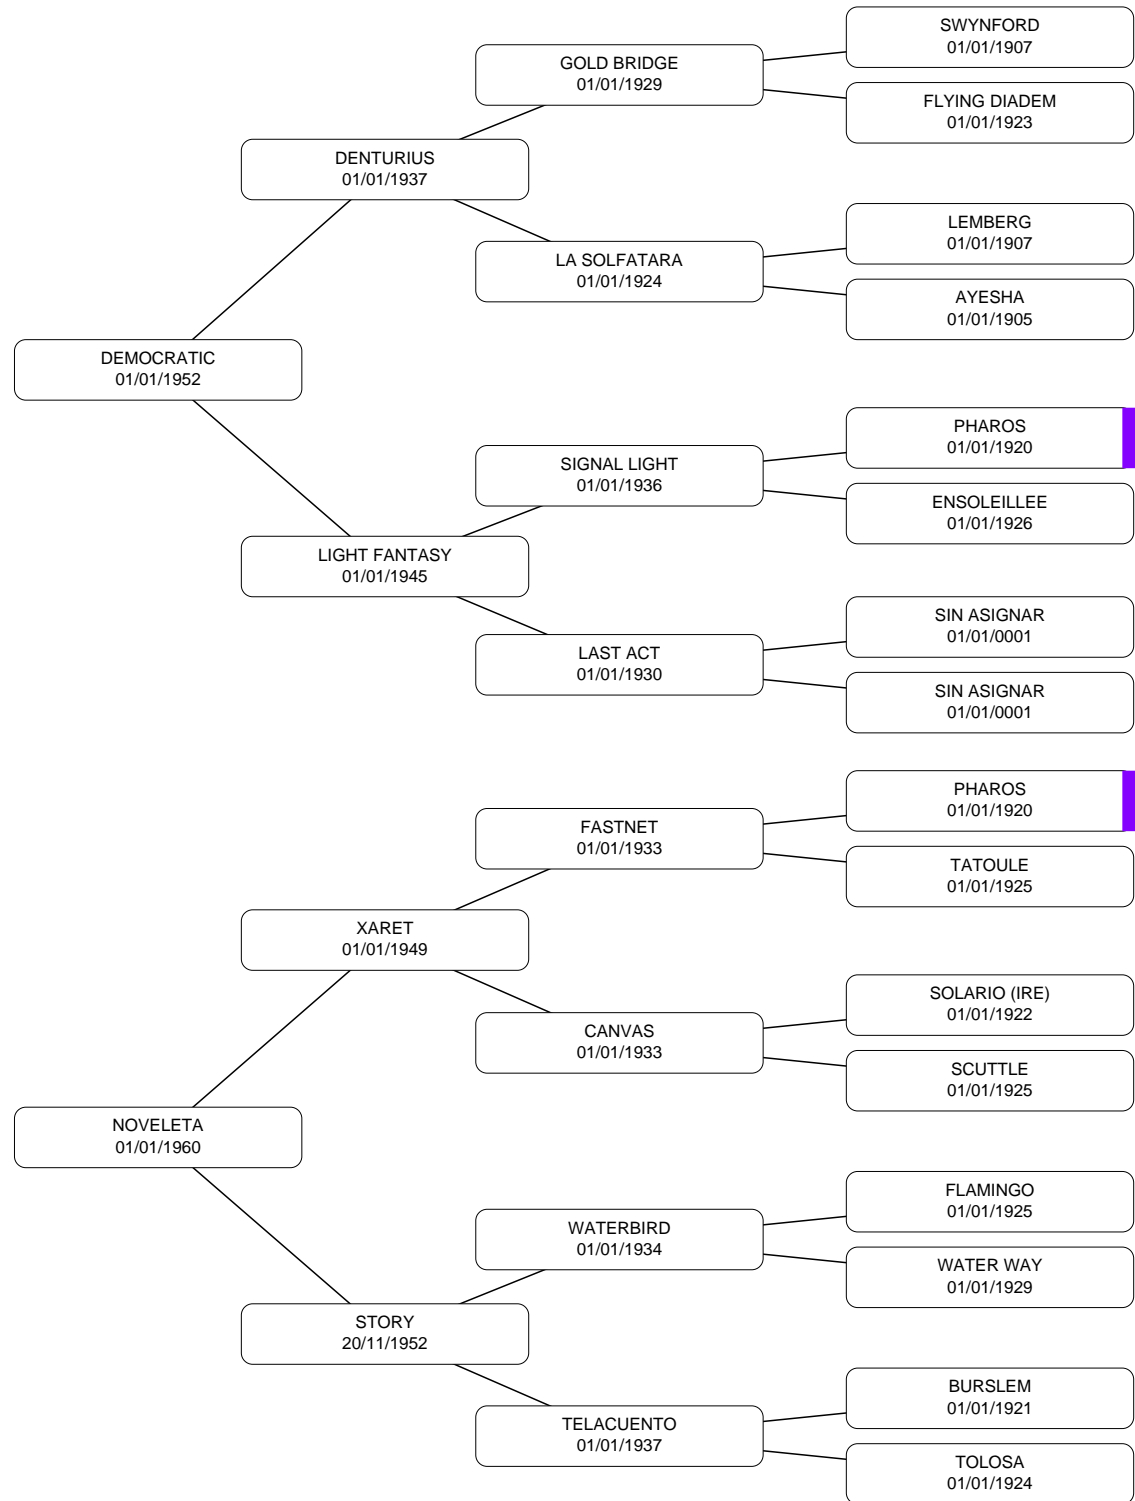 SWYNFORD
01/01/1907
GOLD BRIDGE
01/01/1929
FLYING DIADEM
01/01/1923
DENTURIUS
01/01/1937
LEMBERG
01/01/1907
LA SOLFATARA
01/01/1924
AYESHA
01/01/1905
DEMOCRATIC
01/01/1952
PHAROS
01/01/1920
SIGNAL LIGHT
01/01/1936
ENSOLEILLEE
01/01/1926
LIGHT FANTASY
01/01/1945
SIN ASIGNAR
01/01/0001
LAST ACT
01/01/1930
SIN ASIGNAR
01/01/0001
PHAROS
01/01/1920
FASTNET
01/01/1933
TATOULE
01/01/1925
XARET
01/01/1949
SOLARIO (IRE)
01/01/1922
CANVAS
01/01/1933
SCUTTLE
01/01/1925
NOVELETA
01/01/1960
FLAMINGO
01/01/1925
WATERBIRD
01/01/1934
WATER WAY
01/01/1929
STORY
20/11/1952
BURSLEM
01/01/1921
TELACUENTO
01/01/1937
TOLOSA
01/01/1924